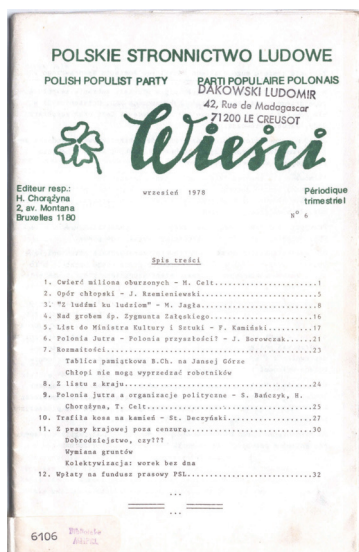 POLSKIE STRONNICTWO LUDOWE
POLISH POPULIST PARTY PARTI POPULAIRE POLONAIS
DAKOWSKI LUDOMIR
42, Rue de Madagascar
71200 LE CREUSOT
Wieści
Editeur resp.:
H. Chorążyna
2, av. Montana
Bruxelles 1180
wrzesień 1978
Périodique
trimestriel
N° 6
Spis treści
1. Cwierć miliona oburzonych - M. Celt...1
2. Opór chłopski - J. Rzemieniewski...5
3. "Z ludźmi ku ludziom" - M. Jagła...8
4. Nad grobem śp. Zygmunta Załęskiego...16
5. List do Ministra Kultury i Sztuki - F. Kamiński...17
6. Polonia Jutra - Polonia przyszłości? - J. Borowczak...21
7. Rozmaitości...23
Tablica pamiątkowa B.Ch. na Jasnej Górze
Chłopi nie mogą wyprzedzać robotników
8. Z listu z kraju...24
9. Polonia jutra a organizacje polityczne - S. Bańczyk, H.
Chorążyna, T. Celt...25
10. Trafiła kosa na kamień - St. Deczyński...27
11. Z prasy krajowej poza cenzurą...30
Dobrodziejstwo, czy???
Wymiana gruntów
Kolektywizacja: worek bez dna
12. Wpłaty na fundusz prasowy PSL...32
...
...
6106